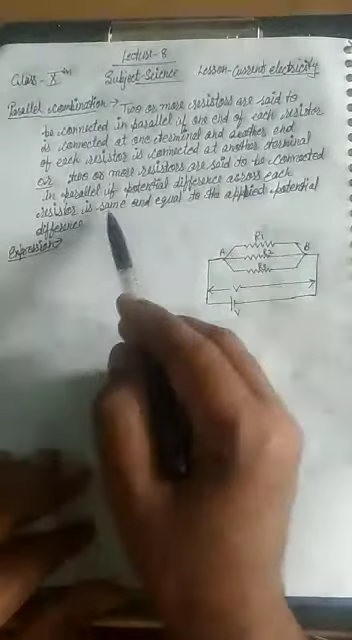 Lecture-8
Class-Xth Subject-Science Lesson-Current electricity
Parallel combination → Two or more resistors are said to
be connected in parallel if one end of each resistor
is connected at one terminal and another end
of each resistor is connected at another terminal
or two or more resistors are said to be connected
in parallel if potential difference across each
resistor is same and equal to the applied potential
difference
Expression→
R1
A R2 B
R3
V
V